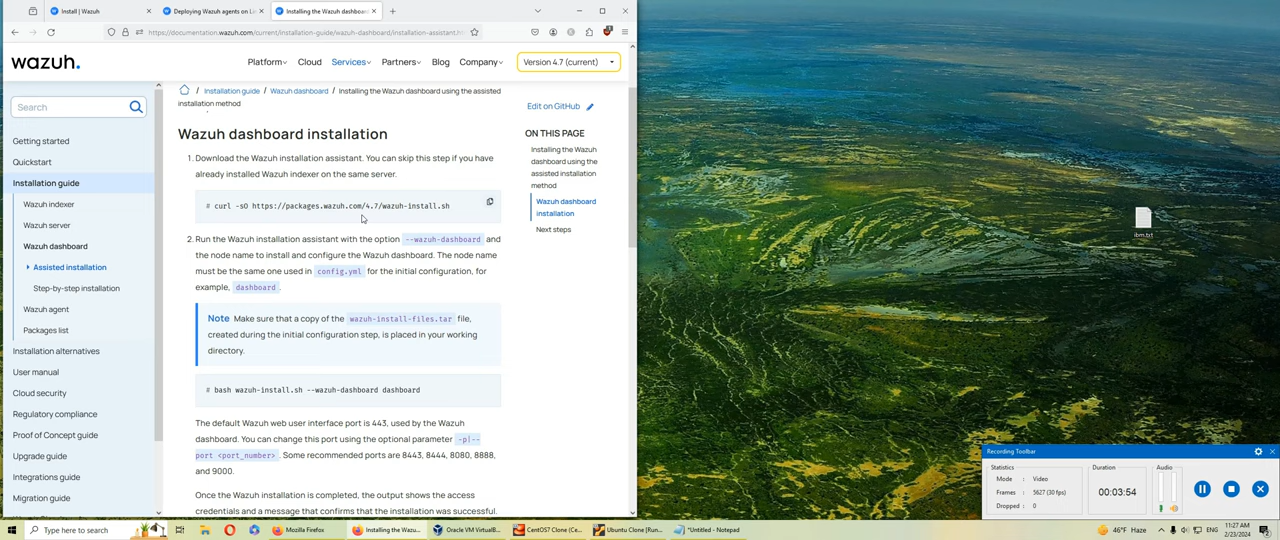 Install | Wazuh
Deploying Wazuh agents on Lin
Installing the Wazuh dashboard
https://documentation.wazuh.com/current/installation-guide/wazuh-dashboard/installation-assistant.h
wazuh.
Platform
Cloud
Services
Partners
Blog
Company
Version 4.7 (current)
Search
Getting started
Quickstart
Installation guide
Wazuh indexer
Wazuh server
Wazuh dashboard
Assisted installation
Step-by-step installation
Wazuh agent
Packages list
Installation alternatives
User manual
Cloud security
Regulatory compliance
Proof of Concept guide
Upgrade guide
Integrations guide
Migration guide
Installation guide / Wazuh dashboard / Installing the Wazuh dashboard using the assisted
installation method
Wazuh dashboard installation
1. Download the Wazuh installation assistant. You can skip this step if you have
already installed Wazuh indexer on the same server.
# curl -sO https://packages.wazuh.com/4.7/wazuh-install.sh
2. Run the Wazuh installation assistant with the option --wazuh-dashboard and
the node name to install and configure the Wazuh dashboard. The node name
must be the same one used in config.yml for the initial configuration, for
example, dashboard.
Note Make sure that a copy of the wazuh-install-files.tar file,
created during the initial configuration step, is placed in your working
directory.
# bash wazuh-install.sh --wazuh-dashboard dashboard
The default Wazuh web user interface port is 443, used by the Wazuh
dashboard. You can change this port using the optional parameter -p|--
port <port_number>. Some recommended ports are 8443, 8444, 8080, 8888,
and 9000.
Once the Wazuh installation is completed, the output shows the access
credentials and a message that confirms that the installation was successful.
Edit on GitHub
ON THIS PAGE
Installing the Wazuh
dashboard using the
assisted installation
method
Wazuh dashboard
installation
Next steps
ibm.txt
Recording Toolbar
Statistics
Mode : Video
Frames : 5627 (30 fps)
Dropped : 0
Duration
00:03:54
Audio
Type here to search
Mozilla Firefox
Installing the Wazu...
Oracle VM VirtualB...
CentOS7 Clone (Ce...
Ubuntu Clone [Run...
*Untitled - Notepad
46°F Haze
ENG
11:27 AM
2/23/2024
2